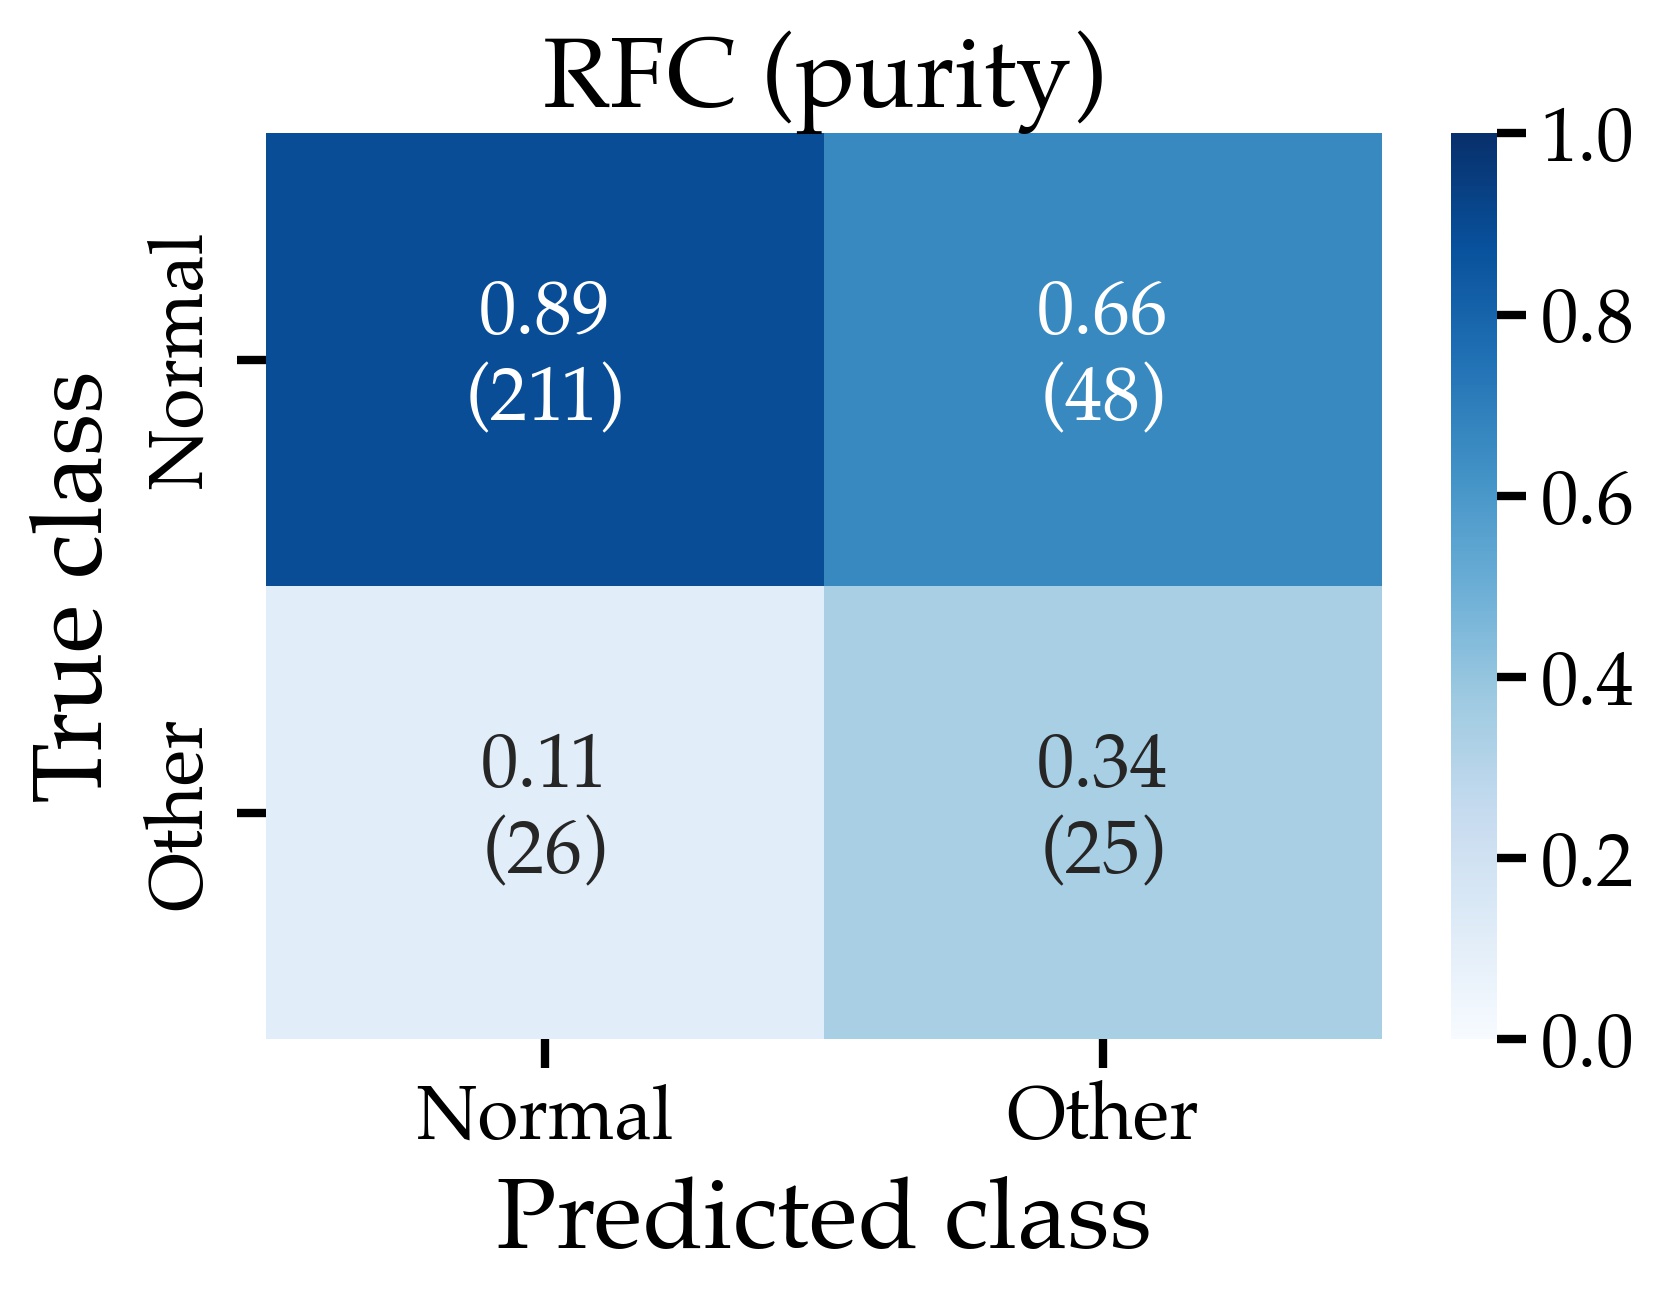 RFC (purity)
True class
Normal
Other
0.89
(211)
0.66
(48)
0.11
(26)
0.34
(25)
Normal
Other
Predicted class
1.0
0.8
0.6
0.4
0.2
0.0